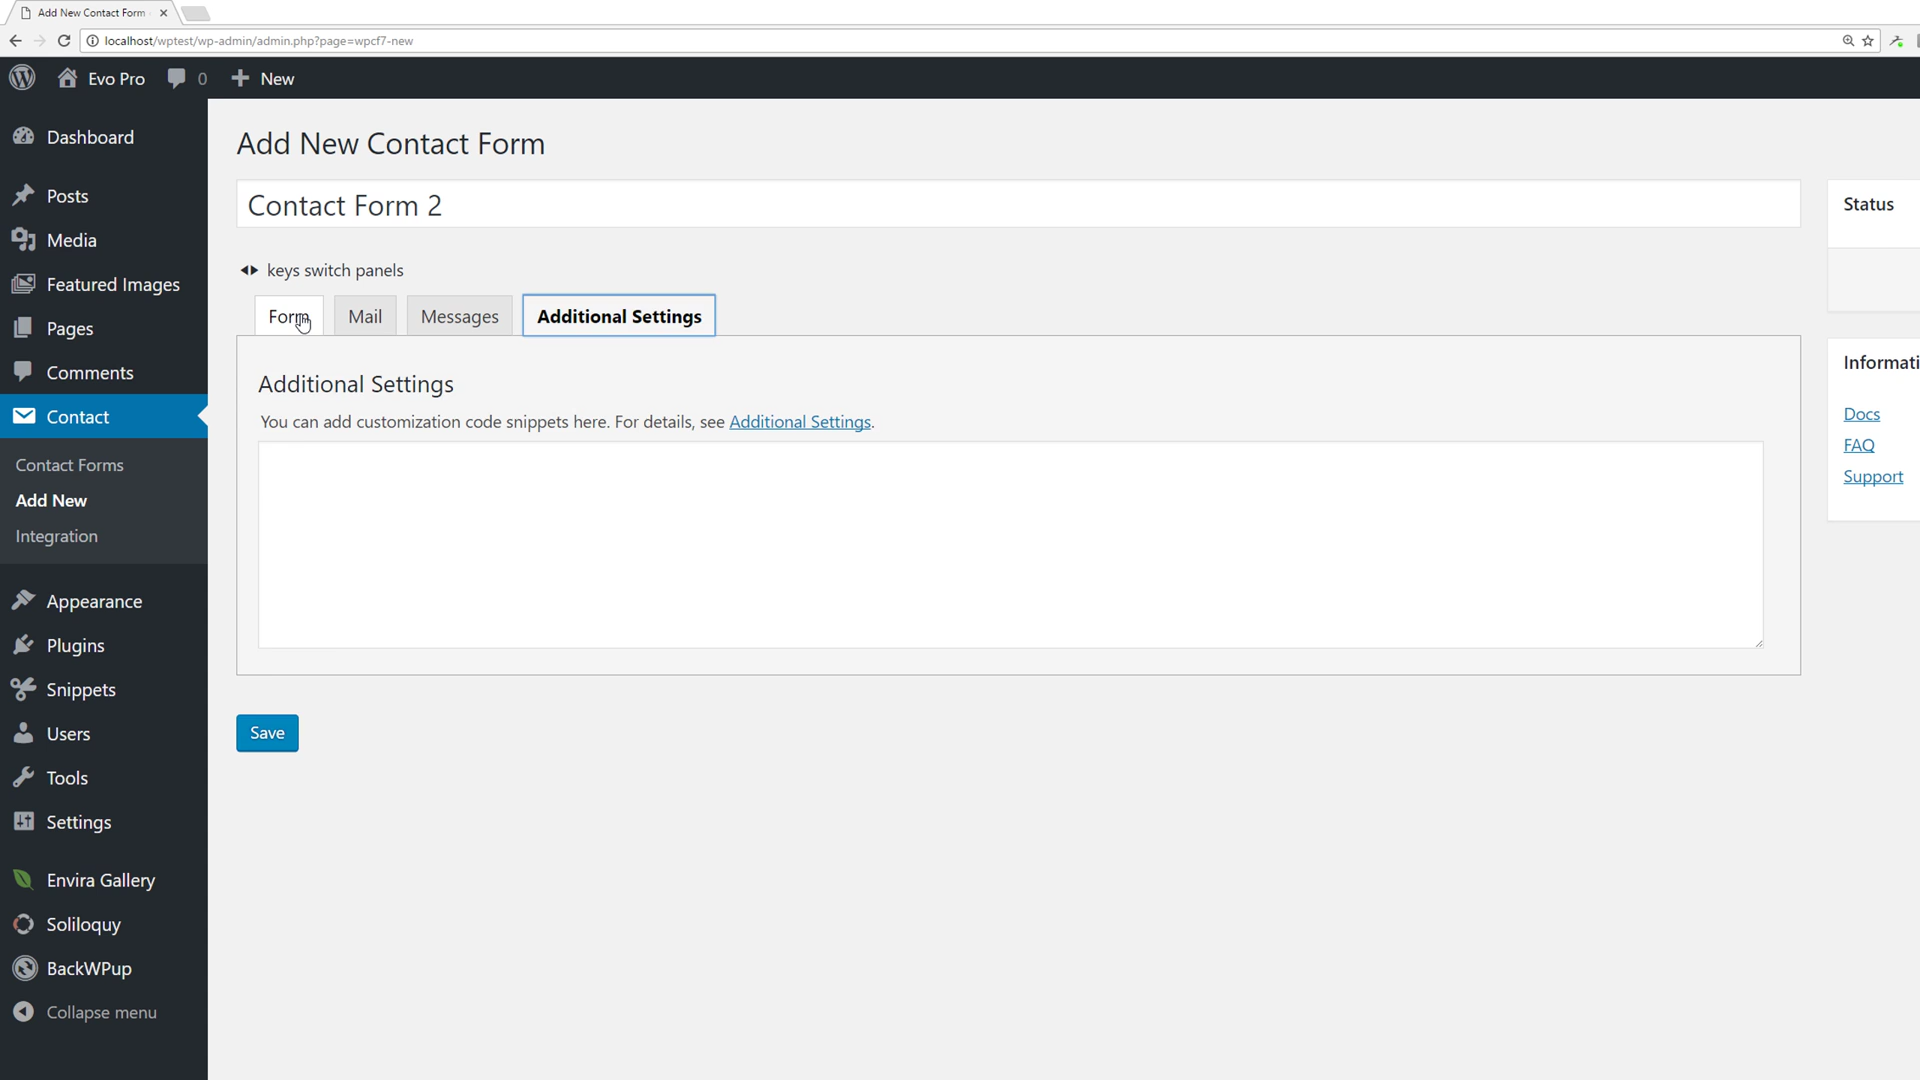 Add New Contact Form
localhost/wptest/wp-admin/admin.php?page=wpcf7-new
Evo Pro
0
New
Dashboard
Posts
Media
Featured Images
Pages
Comments
Contact
Contact Forms
Add New
Integration
Appearance
Plugins
Snippets
Users
Tools
Settings
Envira Gallery
Soliloquy
BackWPup
Collapse menu
Add New Contact Form
Contact Form 2
keys switch panels
Form Mail Messages Additional Settings
Additional Settings
You can add customization code snippets here. For details, see Additional Settings.
Save
Status
Informati
Docs
FAQ
Support